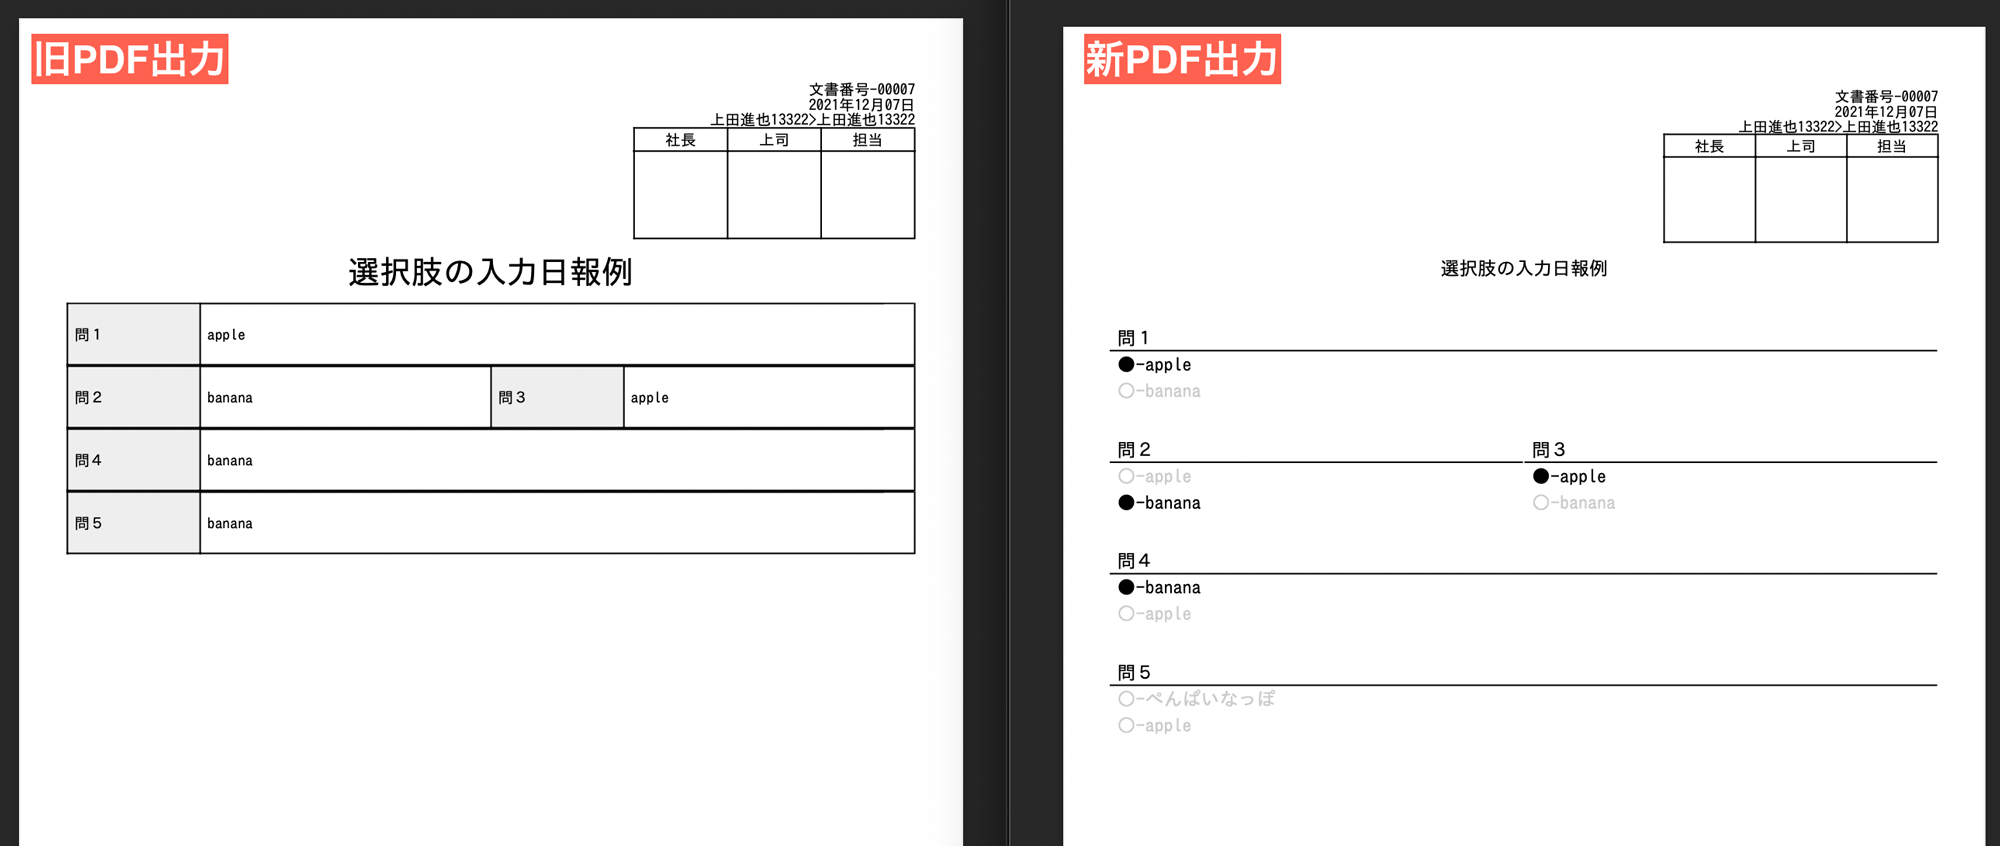 旧PDF出力
文書番号-00007
2021年12月07日
上田進也13322>上田進也13322
社長 上司 担当
選択肢の入力日報例
問1 apple
問2 banana 問3 apple
問4 banana
問5 banana
新PDF出力
文書番号-00007
2021年12月07日
上田進也13322>上田進也13322
社長 上司 担当
選択肢の入力日報例
問1
●-apple
○-banana
問2 問3
○-apple ●-apple
●-banana ○-banana
問4
●-banana
○-apple
問5
○-ぺんぱいなっぽ
○-apple